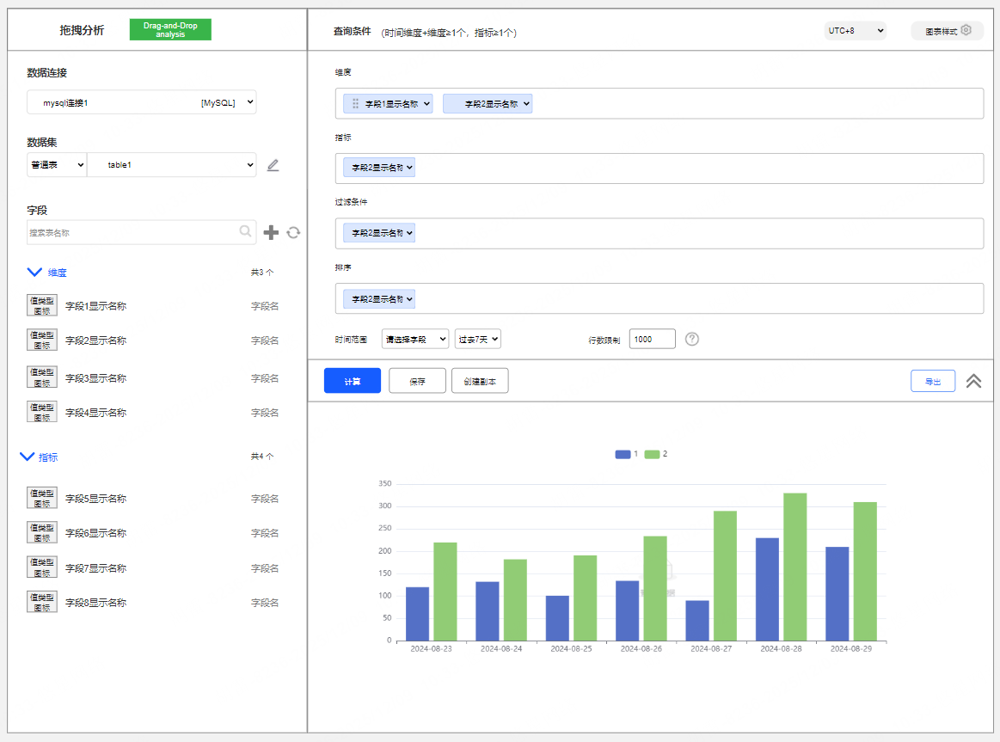 拖拽分析
Drag-and-Drop
analysis
数据连接
mysql连接1 [MySQL]
数据集
普通表 table1
字段
搜索表名称
维度 共3 个
值类型
图标
字段1显示名称 字段名
值类型
图标
字段2显示名称 字段名
值类型
图标
字段3显示名称 字段名
值类型
图标
字段4显示名称 字段名
指标 共4 个
值类型
图标
字段5显示名称 字段名
值类型
图标
字段6显示名称 字段名
值类型
图标
字段7显示名称 字段名
值类型
图标
字段8显示名称 字段名
查询条件 (时间维度+维度≥1个，指标≥1个) UTC+8 图表样式
维度
字段1显示名称 字段2显示名称
指标
字段2显示名称
过滤条件
字段2显示名称
排序
字段2显示名称
时间范围 请选择字段 过去7天 行数限制 1000 ?
计算 保存 创建副本 导出
1 2
350
300
250
200
150
100
50
0
2024-08-23 2024-08-24 2024-08-25 2024-08-26 2024-08-27 2024-08-28 2024-08-29